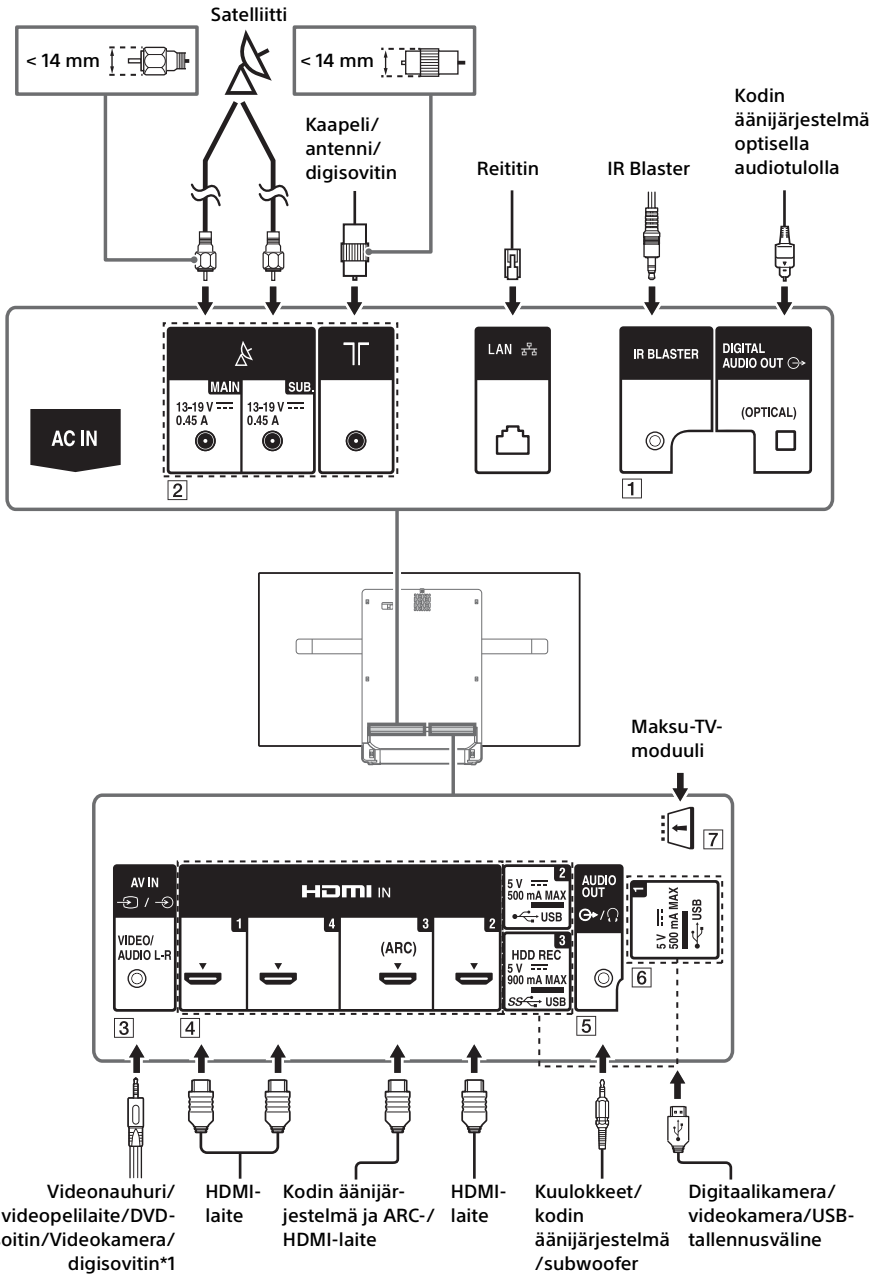 Satelliitti
< 14 mm
< 14 mm
Kaapeli/
antenni/
digisovitin
Reititin
IR Blaster
Kodin
äänijärjestelmä
optisella
audiotulolla
AC IN
MAIN
13-19 V
0.45 A
SUB.
13-19 V
0.45 A
2
LAN
IR BLASTER
1
DIGITAL
AUDIO OUT
(OPTICAL)
Maksu-TV-
moduuli
7
AV IN
/
VIDEO/
AUDIO L-R
3
HDMI IN
1
4
3
(ARC)
2
4
2
5 V
500 mA MAX
USB
3
HDD REC
5 V
900 mA MAX
SS USB
AUDIO
OUT
/
5
1
5 V
500 mA MAX
USB
6
Videonauhuri/
videopelilaite/DVD-
oitin/Videokamera/
digisovitin*1
HDMI-
laite
Kodin äänijär-
jestelmä ja ARC-/
HDMI-laite
HDMI-
laite
Kuulokkeet/
kodin
äänijärjestelmä
/subwoofer
Digitaalikamera/
videokamera/USB-
tallennusväline